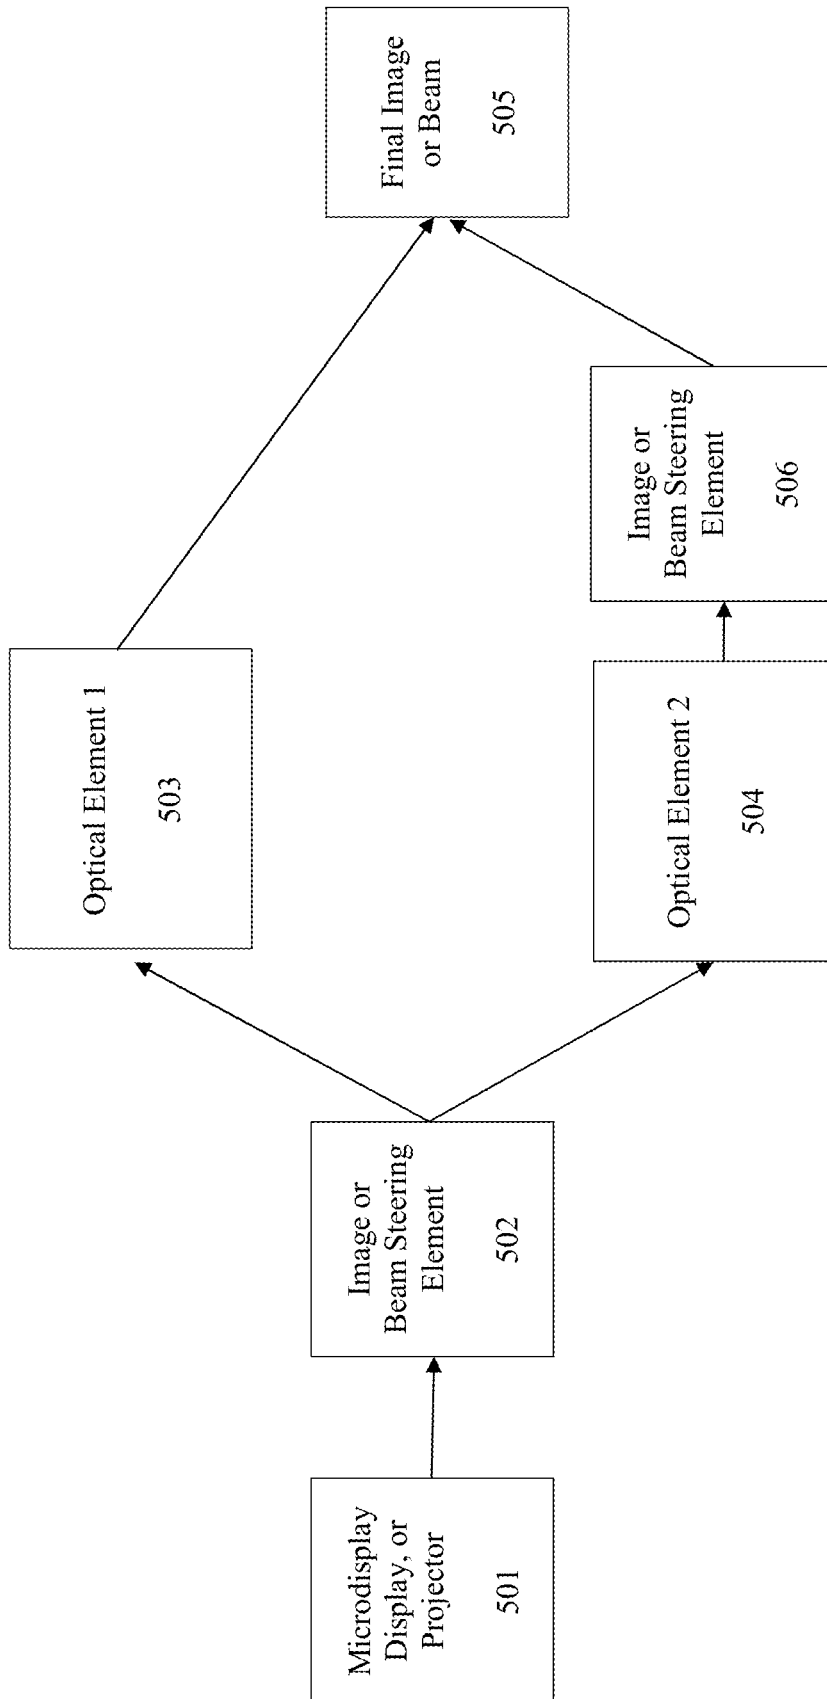 Microdisplay
Display, or
Projector
501
Image or
Beam Steering
Element
502
Optical Element 1
503
Optical Element 2
504
Image or
Beam Steering
Element
506
Final Image
or Beam
505